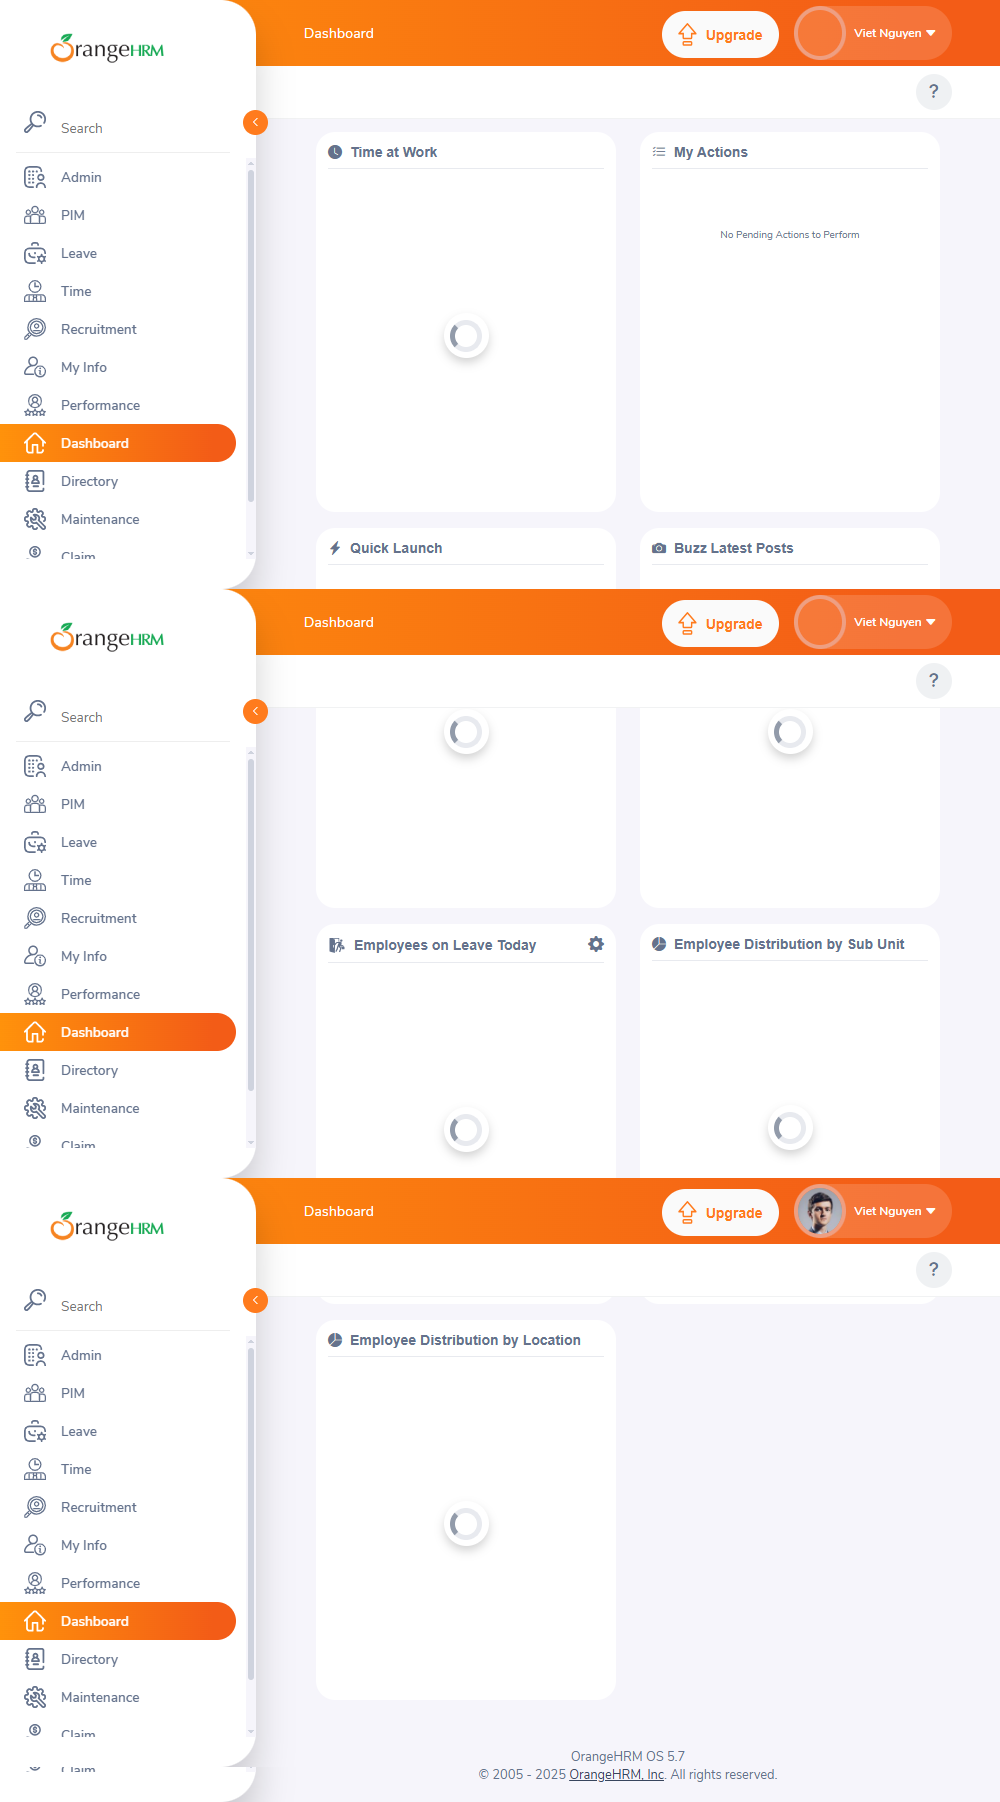 OrangeHRM
Dashboard
Upgrade
Viet Nguyen
?
Search
Admin
PIM
Leave
Time
Recruitment
My Info
Performance
Dashboard
Directory
Maintenance
Claim
Time at Work
My Actions
No Pending Actions to Perform
Quick Launch
Buzz Latest Posts
OrangeHRM
Dashboard
Upgrade
Viet Nguyen
?
Search
Admin
PIM
Leave
Time
Recruitment
My Info
Performance
Dashboard
Directory
Maintenance
Claim
Employees on Leave Today
Employee Distribution by Sub Unit
OrangeHRM
Dashboard
Upgrade
Viet Nguyen
?
Search
Admin
PIM
Leave
Time
Recruitment
My Info
Performance
Dashboard
Directory
Maintenance
Claim
Claim
Employee Distribution by Location
OrangeHRM OS 5.7
© 2005 - 2025 OrangeHRM, Inc. All rights reserved.